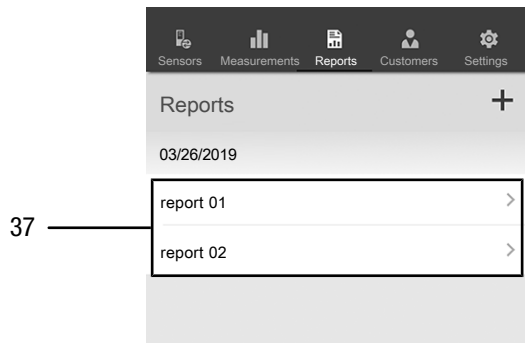 Sensors Measurements Reports Customers Settings
Reports +
03/26/2019
report 01
37
report 02